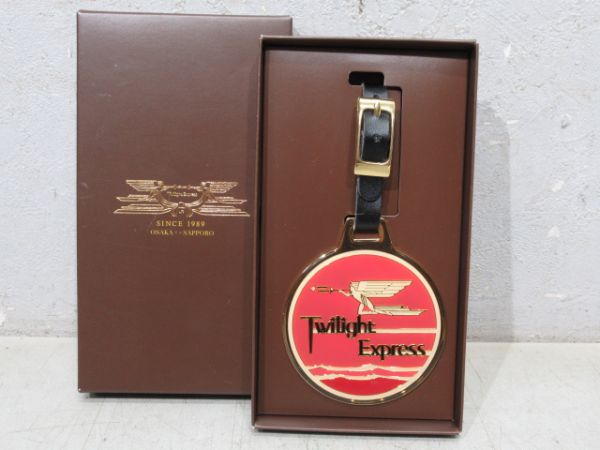 SINCE 1989
OSAKA ⇔ SAPPORO
Twilight
Express